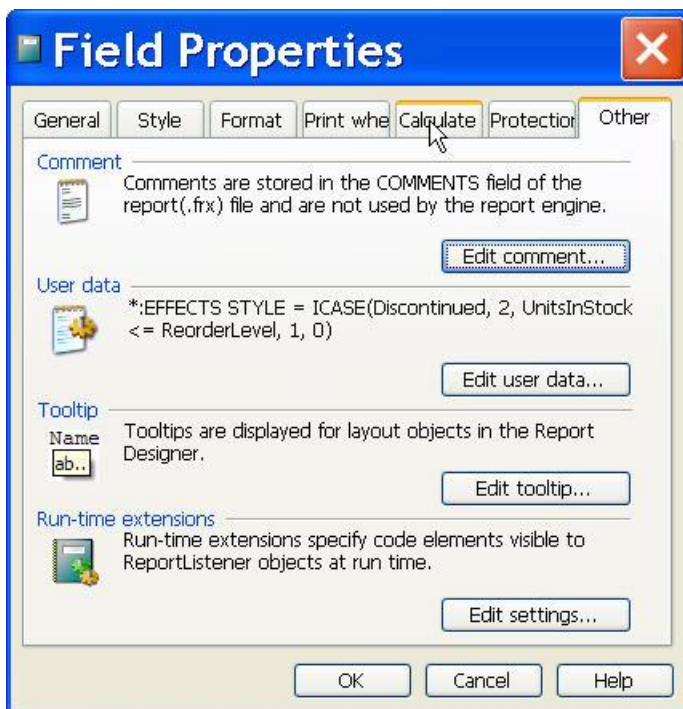 Field Properties
General Style Format Print whe Calculate Protection Other
Comment
Comments are stored in the COMMENTS field of the
report(.frx) file and are not used by the report engine.
Edit comment...
User data
*:EFFECTS STYLE = ICASE(Discontinued, 2, UnitsInStock
<= ReorderLevel, 1, 0)
Edit user data...
Tooltip
Name
ab..
Tooltips are displayed for layout objects in the Report
Designer.
Edit tooltip...
Run-time extensions
Run-time extensions specify code elements visible to
ReportListener objects at run time.
Edit settings...
OK Cancel Help